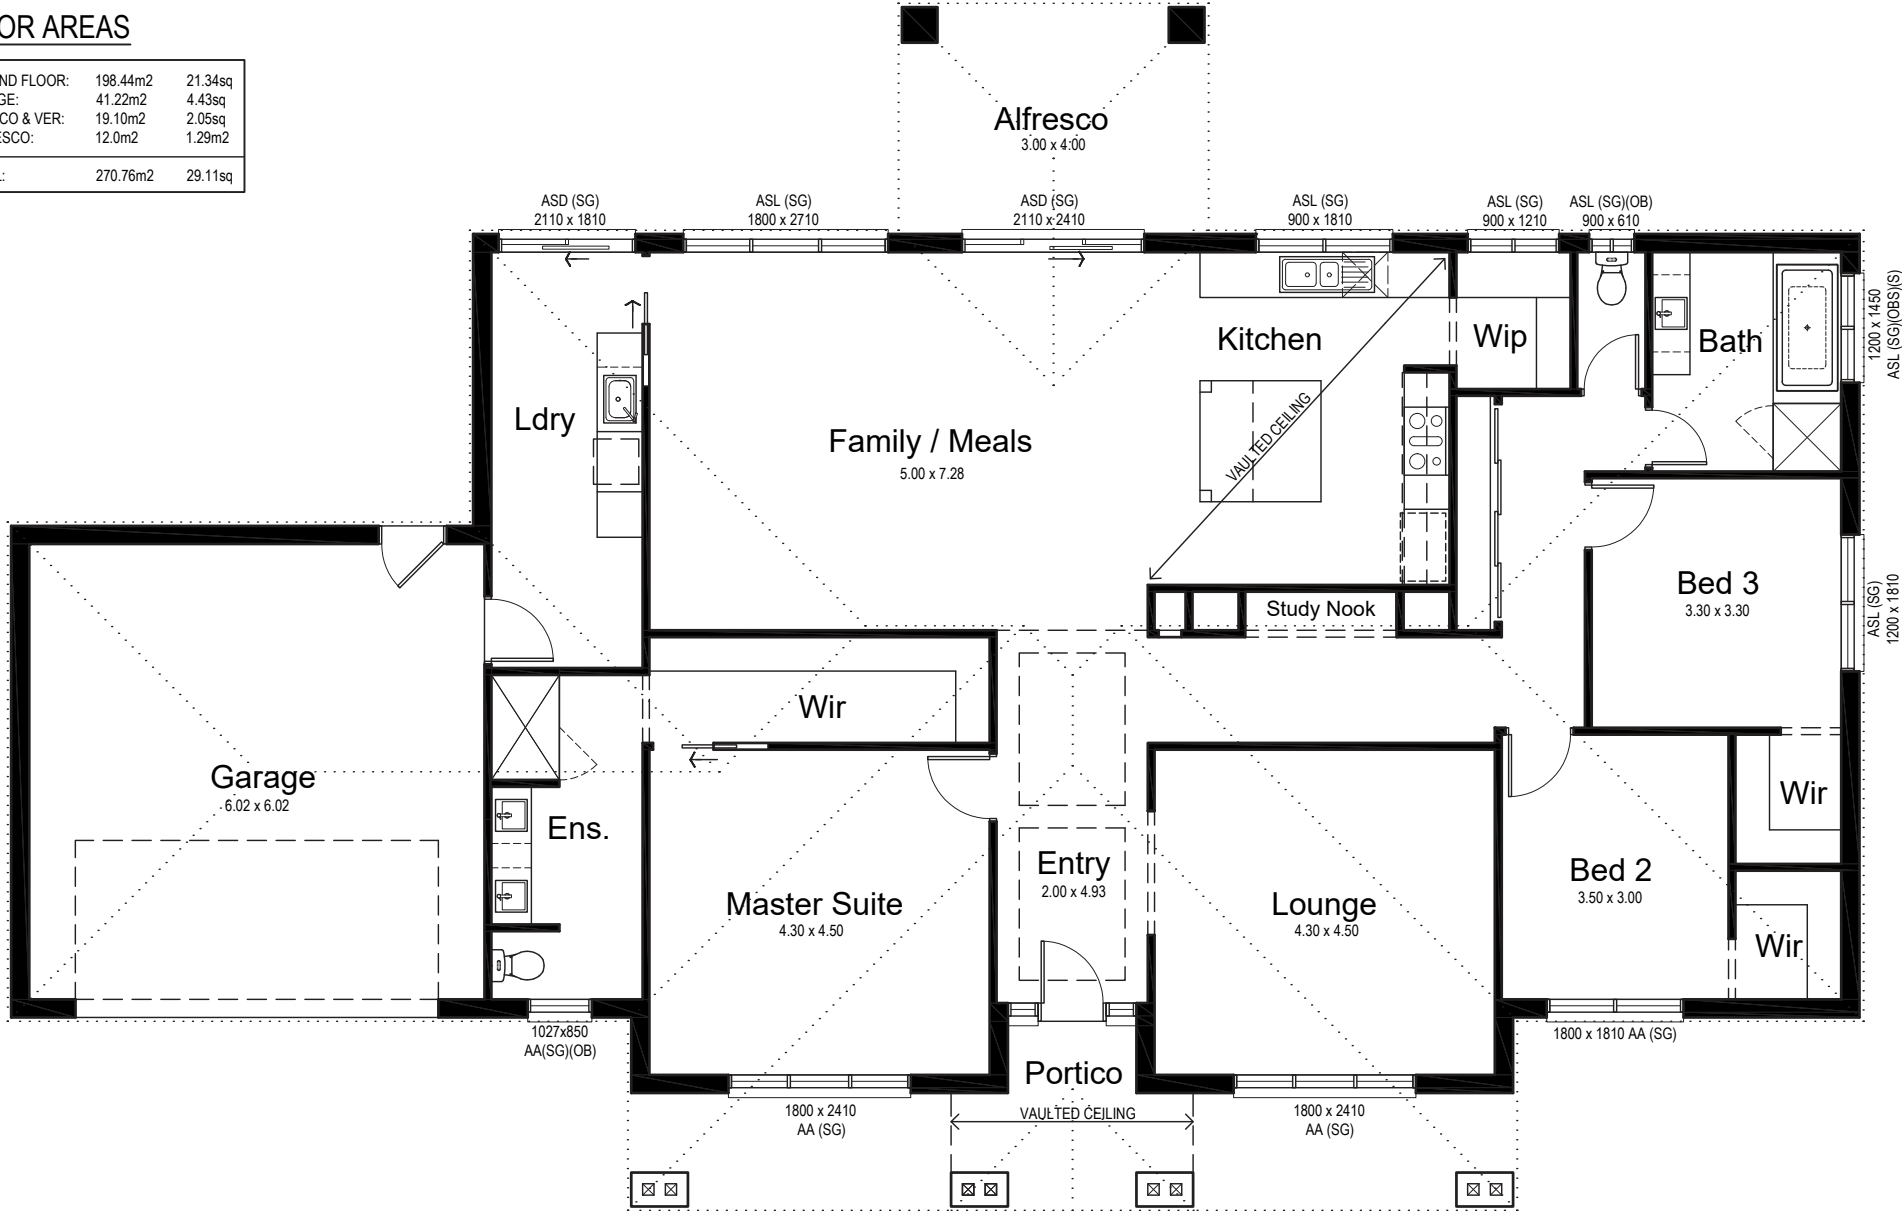 OR AREAS
ND FLOOR: 198.44m2 21.34sq
GE: 41.22m2 4.43sq
CO & VER: 19.10m2 2.05sq
ESCO: 12.0m2 1.29m2
.: 270.76m2 29.11sq
Alfresco
3.00 x 4.00
ASD (SG)
2110 x 1810
ASL (SG)
1800 x 2710
ASD (SG)
2110 x 2410
ASL (SG)
900 x 1810
ASL (SG)
900 x 1210
ASL (SG)(OB)
900 x 610
1200 x 1450
ASL (SG)(OBS)(S)
Kitchen
Wip
Bath
VAULTED CEILING
Ldry
Family / Meals
5.00 x 7.28
Study Nook
Bed 3
3.30 x 3.30
ASL (SG)
1200 x 1810
Wir
Garage
6.02 x 6.02
Ens.
Master Suite
4.30 x 4.50
Entry
2.00 x 4.93
Lounge
4.30 x 4.50
Wir
Bed 2
3.50 x 3.00
Wir
1027x850
AA(SG)(OB)
1800 x 1810 AA (SG)
Portico
VAULTED CEILING
1800 x 2410
AA (SG)
1800 x 2410
AA (SG)